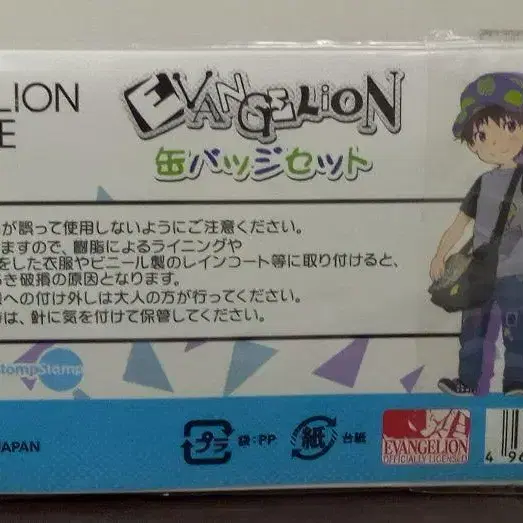 LION
E
EVANGELION
缶バッジセット
が誤って使用しないようにご注意ください。
ますので、樹脂によるライニングや
をした衣服やビニール製のレインコート等に取り付けると、
き破損の原因となります。
への付け外しは大人の方が行ってください。
は、針に気を付けて保管してください。
StompStamp
JAPAN
プラ
袋:PP
紙
台紙
EVANGELION
OFFICIALLY LICENSED
4 96